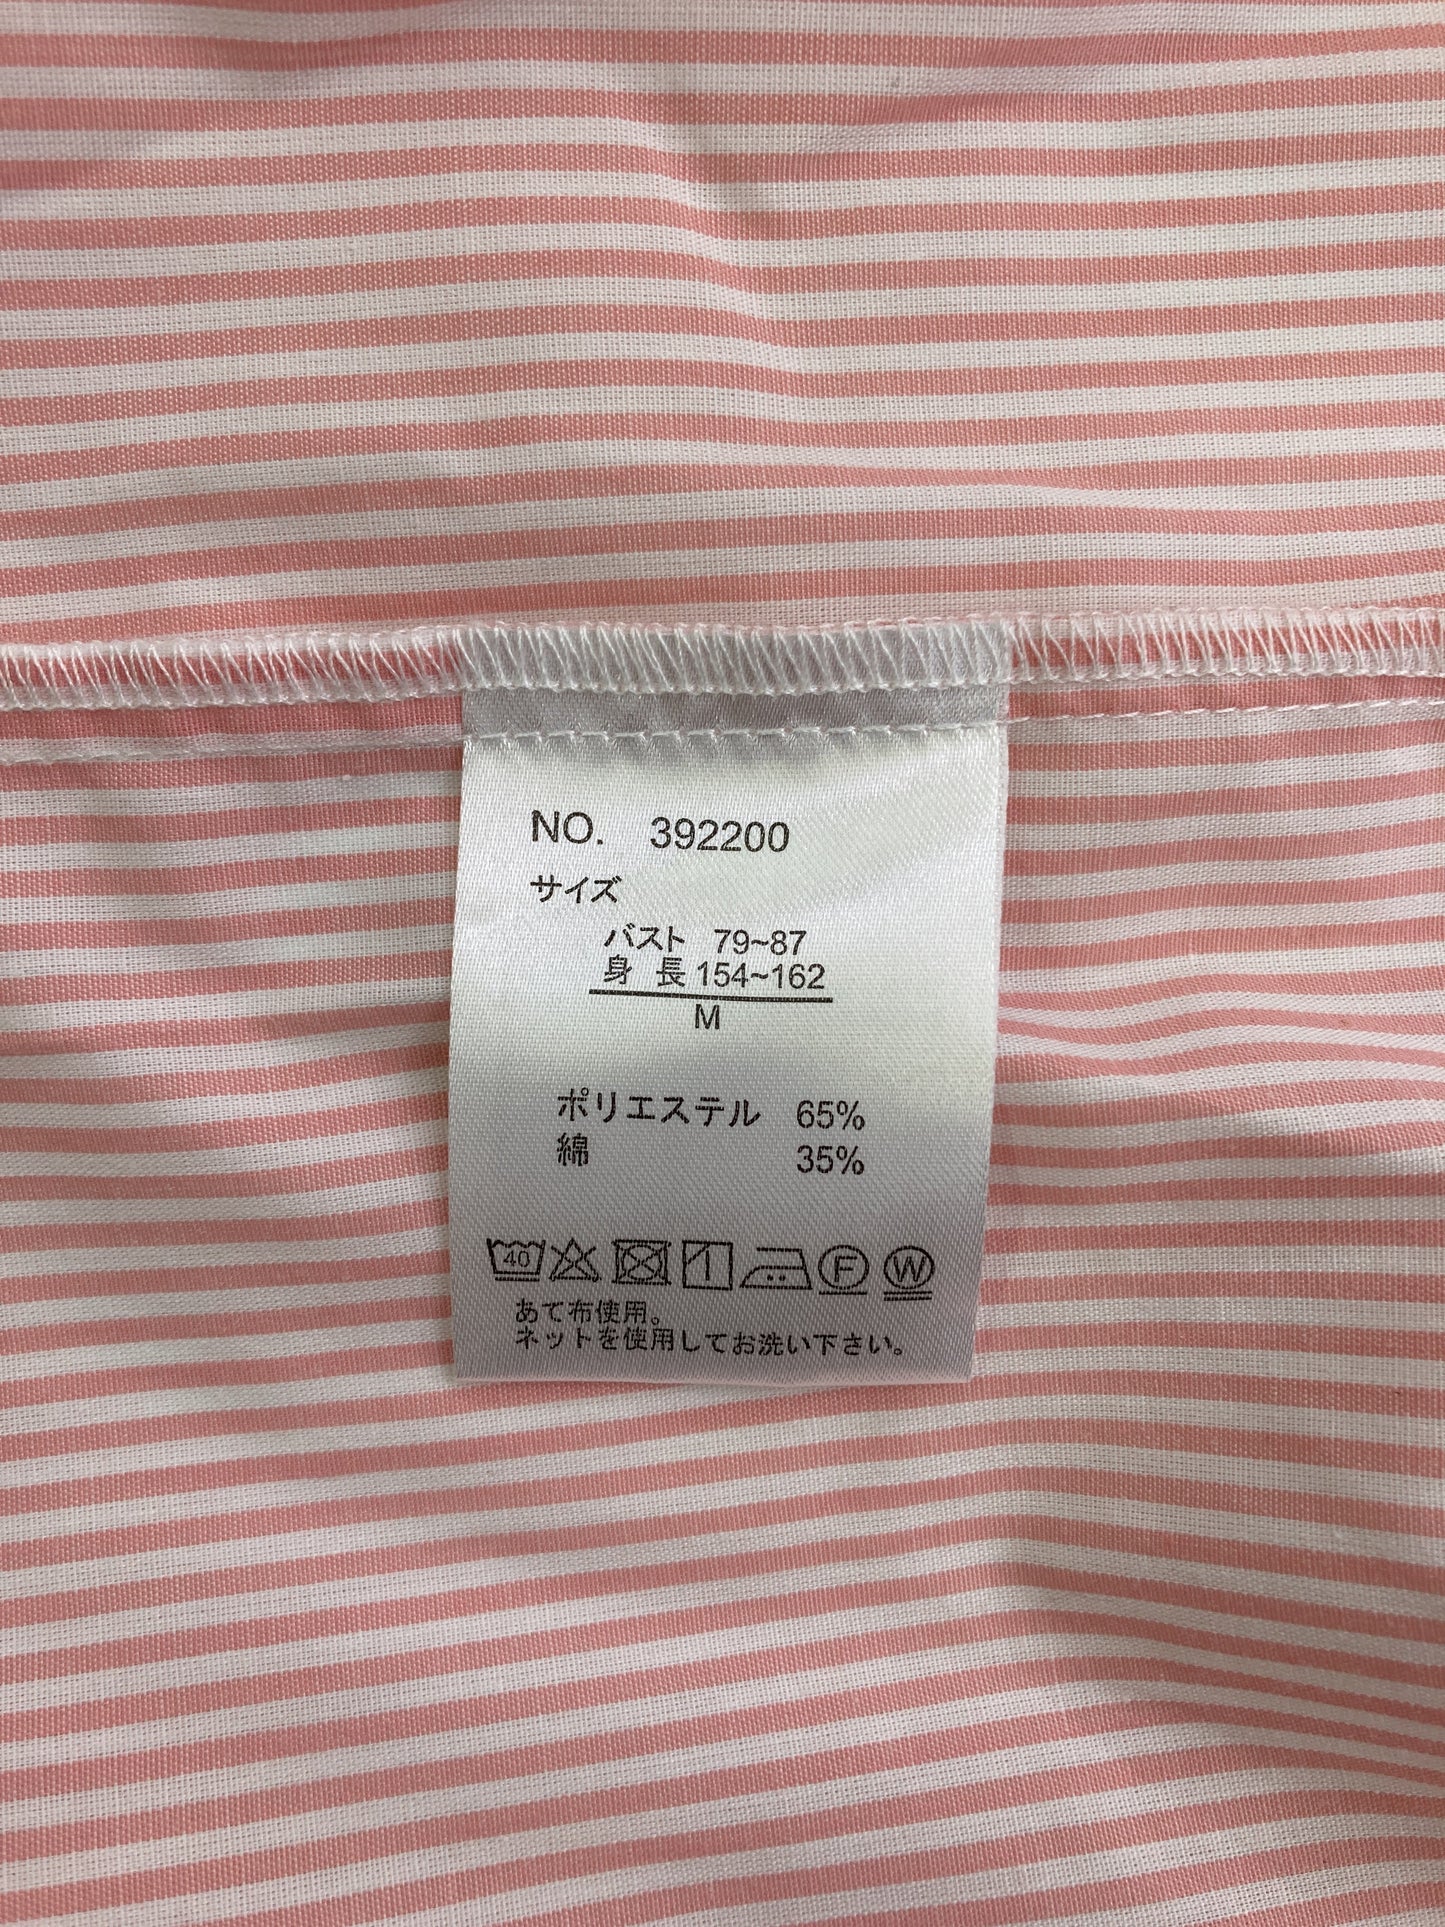 NO. 392200
サイズ
バスト 79~87
身長 154~162
M
ポリエステル 65%
綿 35%
40 F W
あて布使用。
ネットを使用してお洗い下さい。